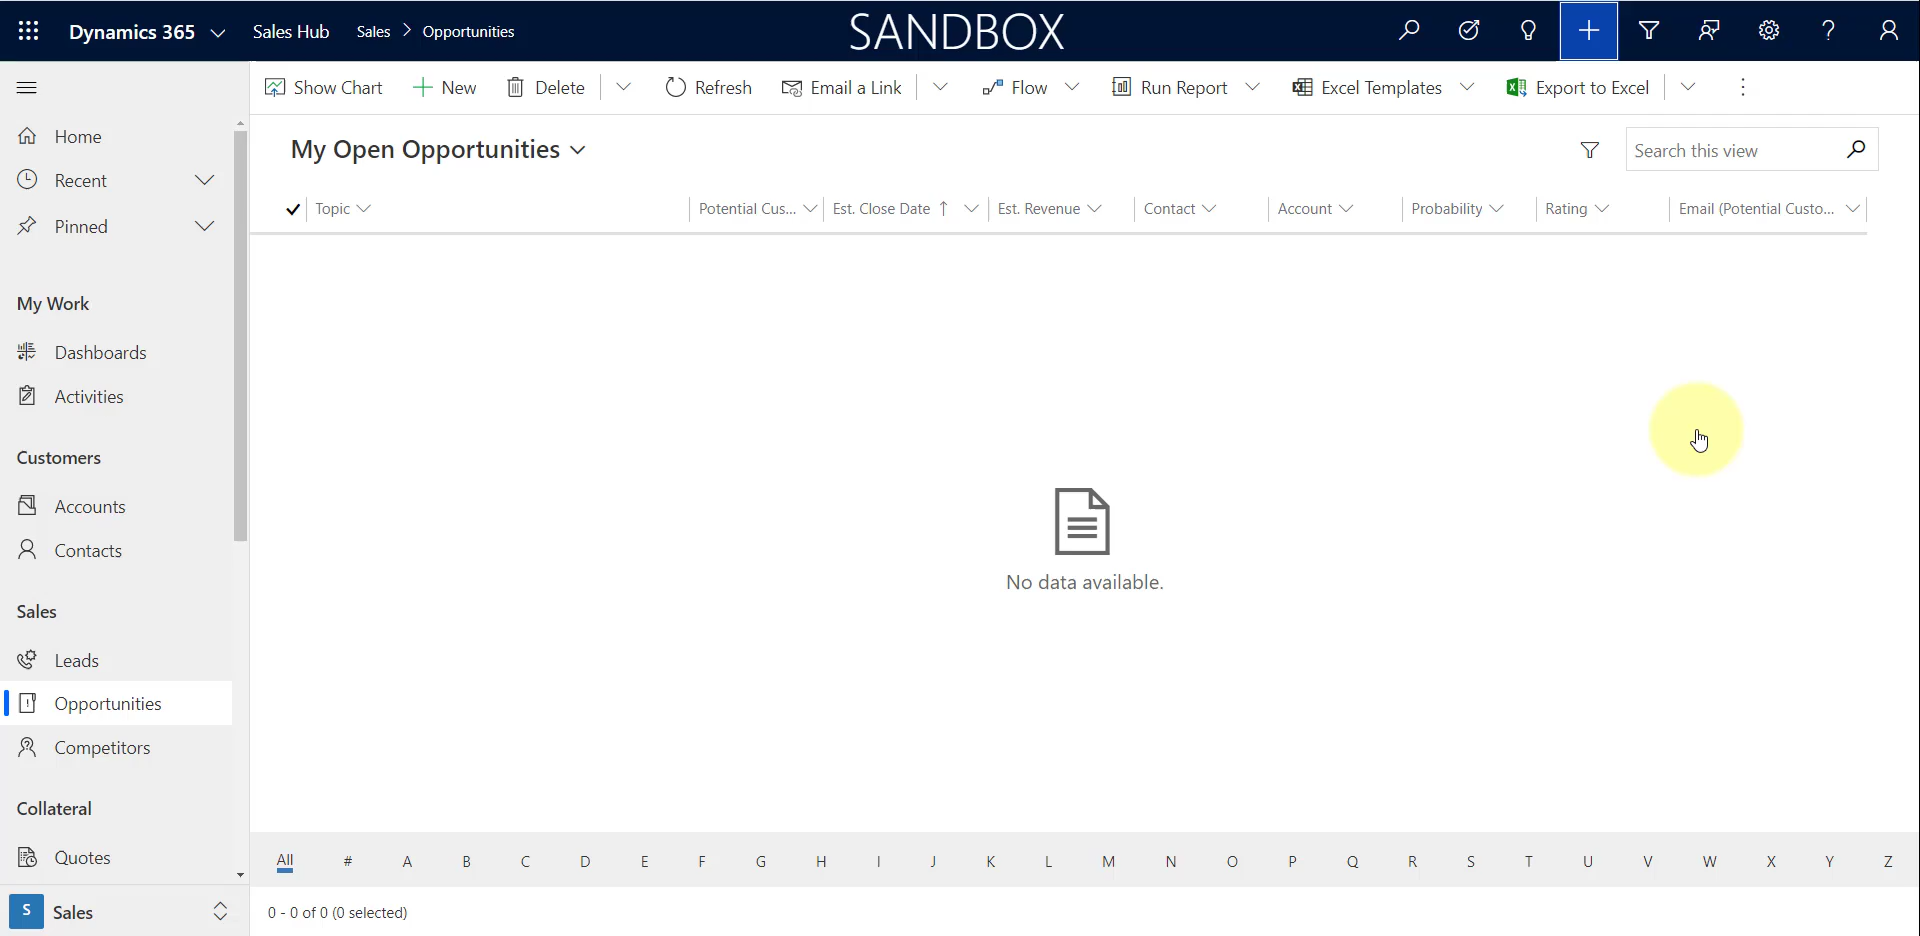 Dynamics 365 Sales Hub Sales Opportunities SANDBOX ?
Show Chart New Delete Refresh Email a Link Flow Run Report Excel Templates Export to Excel
Home
Recent
Pinned
My Work
Dashboards
Activities
Customers
Accounts
Contacts
Sales
Leads
Opportunities
Competitors
Collateral
Quotes
S Sales
My Open Opportunities
Search this view
Topic Potential Cus... Est. Close Date ↑ Est. Revenue Contact Account Probability Rating Email (Potential Custo...
No data available.
All # A B C D E F G H I J K L M N O P Q R S T U V W X Y Z
0 - 0 of 0 (0 selected)